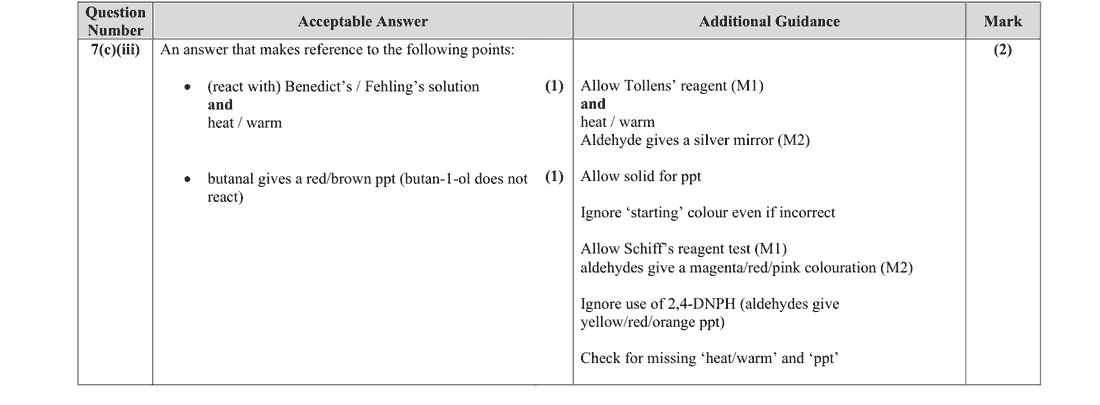 Question Number
Acceptable Answer
Additional Guidance
Mark
7(c)(iii)
An answer that makes reference to the following points:
(2)
• (react with) Benedict's / Fehling's solution (1)
and
heat / warm
Allow Tollens' reagent (M1)
and
heat / warm
Aldehyde gives a silver mirror (M2)
• butanal gives a red/brown ppt (butan-1-ol does not (1)
react)
Allow solid for ppt
Ignore 'starting' colour even if incorrect
Allow Schiff's reagent test (M1)
aldehydes give a magenta/red/pink colouration (M2)
Ignore use of 2,4-DNPH (aldehydes give
yellow/red/orange ppt)
Check for missing 'heat/warm' and 'ppt'